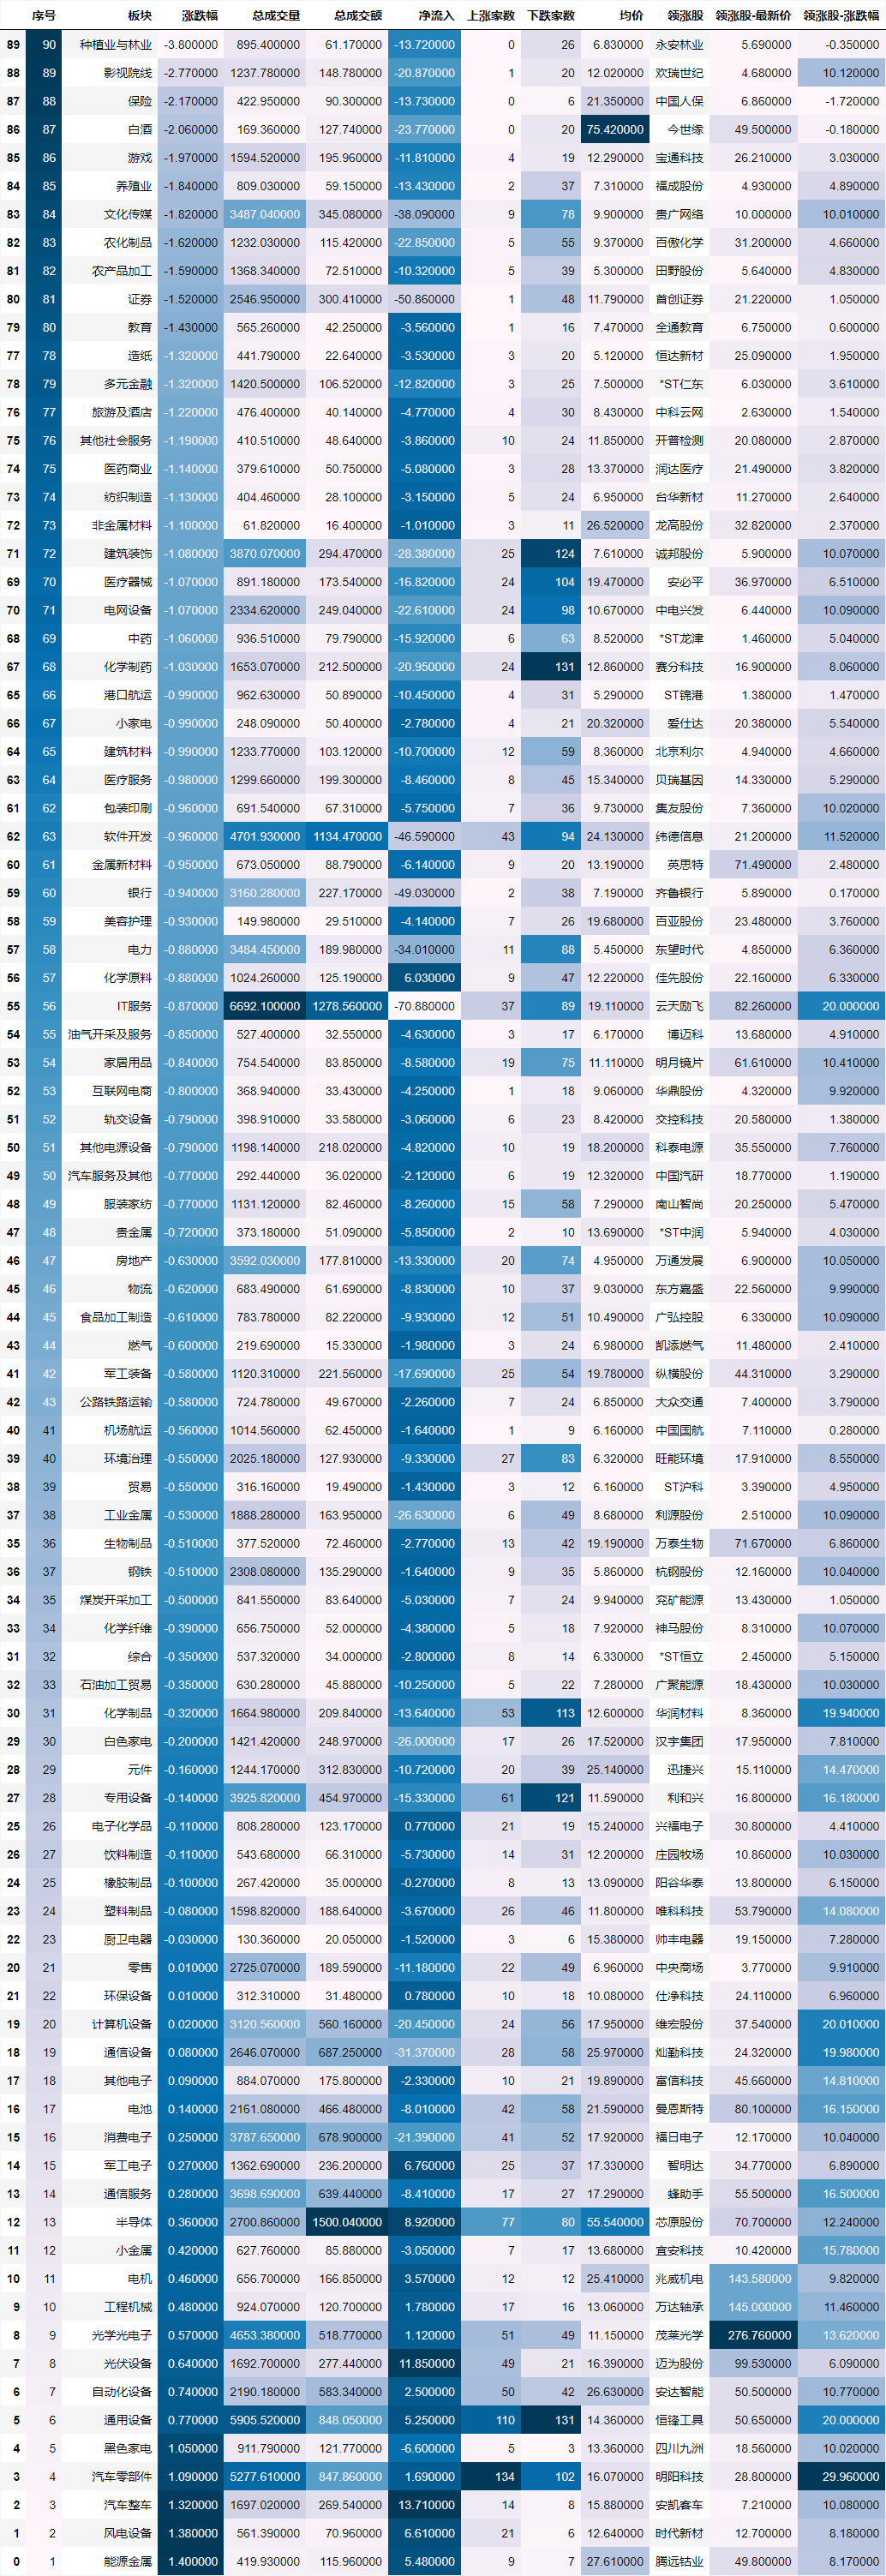 序号 板块 涨跌幅 总成交量 总成交额 净流入 上涨家数 下跌家数 均价 领涨股 领涨股-最新价 领涨股-涨跌幅
89 90 种植业与林业 -3.800000 895.400000 61.170000 -13.720000 0 26 6.830000 永安林业 5.690000 -0.350000
88 89 影视院线 -2.770000 1237.780000 148.780000 -20.870000 1 20 12.020000 欢瑞世纪 4.680000 10.120000
87 88 保险 -2.170000 422.950000 90.300000 -13.730000 0 6 21.350000 中国人保 6.860000 -1.720000
86 87 白酒 -2.060000 169.360000 127.740000 -23.770000 0 20 75.420000 今世缘 49.500000 -0.180000
85 86 游戏 -1.970000 1594.520000 195.960000 -11.810000 4 19 12.290000 宝通科技 26.210000 3.030000
84 85 养殖业 -1.840000 809.030000 59.150000 -13.430000 2 37 7.310000 福成股份 4.930000 4.890000
83 84 文化传媒 -1.820000 3487.040000 345.080000 -38.090000 9 78 9.900000 贵广网络 10.000000 10.010000
82 83 农化制品 -1.620000 1232.030000 115.420000 -22.850000 5 55 9.370000 百傲化学 31.200000 4.660000
81 82 农产品加工 -1.590000 1368.340000 72.510000 -10.320000 5 39 5.300000 田野股份 5.640000 4.830000
80 81 证券 -1.520000 2546.950000 300.410000 -50.860000 1 48 11.790000 首创证券 21.220000 1.050000
79 80 教育 -1.430000 565.260000 42.250000 -3.560000 1 16 7.470000 全通教育 6.750000 0.600000
77 78 造纸 -1.320000 441.790000 22.640000 -3.530000 3 20 5.120000 恒达新材 25.090000 1.950000
78 79 多元金融 -1.320000 1420.500000 106.520000 -12.820000 3 25 7.500000 *ST仁东 6.030000 3.610000
76 77 旅游及酒店 -1.220000 476.400000 40.140000 -4.770000 4 30 8.430000 中科云网 2.630000 1.540000
75 76 其他社会服务 -1.190000 410.510000 48.640000 -3.860000 10 24 11.850000 开普检测 20.080000 2.870000
74 75 医药商业 -1.140000 379.610000 50.750000 -5.080000 3 28 13.370000 润达医疗 21.490000 3.820000
73 74 纺织制造 -1.130000 404.460000 28.100000 -3.150000 5 24 6.950000 台华新材 11.270000 2.640000
72 73 非金属材料 -1.100000 61.820000 16.400000 -1.010000 3 11 26.520000 龙高股份 32.820000 2.370000
71 72 建筑装饰 -1.080000 3870.070000 294.470000 -28.380000 25 124 7.610000 诚邦股份 5.900000 10.070000
69 70 医疗器械 -1.070000 891.180000 173.540000 -16.820000 24 104 19.470000 安必平 36.970000 6.510000
70 71 电网设备 -1.070000 2334.620000 249.040000 -22.610000 24 98 10.670000 中电兴发 6.440000 10.090000
68 69 中药 -1.060000 936.510000 79.790000 -15.920000 6 63 8.520000 *ST龙津 1.460000 5.040000
67 68 化学制药 -1.030000 1653.070000 212.500000 -20.950000 24 131 12.860000 赛分科技 16.900000 8.060000
65 66 港口航运 -0.990000 962.630000 50.890000 -10.450000 4 31 5.290000 ST锦港 1.380000 1.470000
66 67 小家电 -0.990000 248.090000 50.400000 -2.780000 4 21 20.320000 爱仕达 20.380000 5.540000
64 65 建筑材料 -0.990000 1233.770000 103.120000 -10.700000 12 59 8.360000 北京利尔 4.940000 4.660000
63 64 医疗服务 -0.980000 1299.660000 199.300000 -8.460000 8 45 15.340000 贝瑞基因 14.330000 5.290000
61 62 包装印刷 -0.960000 691.540000 67.310000 -5.750000 7 36 9.730000 集友股份 7.360000 10.020000
62 63 软件开发 -0.960000 4701.930000 1134.470000 -46.590000 43 94 24.130000 纬德信息 21.200000 11.520000
60 61 金属新材料 -0.950000 673.050000 88.790000 -6.140000 9 20 13.190000 英思特 71.490000 2.480000
59 60 银行 -0.940000 3160.280000 227.170000 -49.030000 2 38 7.190000 齐鲁银行 5.890000 0.170000
58 59 美容护理 -0.930000 149.980000 29.510000 -4.140000 7 26 19.680000 百亚股份 23.480000 3.760000
57 58 电力 -0.880000 3484.450000 189.980000 -34.010000 11 88 5.450000 东望时代 4.850000 6.360000
56 57 化学原料 -0.880000 1024.260000 125.190000 6.030000 9 47 12.220000 佳先股份 22.160000 6.330000
55 56 IT服务 -0.870000 6692.100000 1278.560000 -70.880000 37 89 19.110000 云天励飞 82.260000 20.000000
54 55 油气开采及服务 -0.850000 527.400000 32.550000 -4.630000 3 17 6.170000 博迈科 13.680000 4.910000
53 54 家居用品 -0.840000 754.540000 83.850000 -8.580000 19 75 11.110000 明月镜片 61.610000 10.410000
52 53 互联网电商 -0.800000 368.940000 33.430000 -4.250000 1 18 9.060000 华鼎股份 4.320000 9.920000
51 52 轨交设备 -0.790000 398.910000 33.580000 -3.060000 6 23 8.420000 交控科技 20.580000 1.380000
50 51 其他电源设备 -0.790000 1198.140000 218.020000 -4.820000 10 19 18.200000 科泰电源 35.550000 7.760000
49 50 汽车服务及其他 -0.770000 292.440000 36.020000 -2.120000 6 19 12.320000 中国汽研 18.770000 1.190000
48 49 服装家纺 -0.770000 1131.120000 82.460000 -8.260000 15 58 7.290000 南山智尚 20.250000 5.470000
47 48 贵金属 -0.720000 373.180000 51.090000 -5.850000 2 10 13.690000 *ST中润 5.940000 4.030000
46 47 房地产 -0.630000 3592.030000 177.810000 -13.330000 20 74 4.950000 万通发展 6.900000 10.050000
45 46 物流 -0.620000 683.490000 61.690000 -8.830000 10 37 9.030000 东方嘉盛 22.560000 9.990000
44 45 食品加工制造 -0.610000 783.780000 82.220000 -9.930000 12 51 10.490000 广弘控股 6.330000 10.090000
43 44 燃气 -0.600000 219.690000 15.330000 -1.980000 3 24 6.980000 凯添燃气 11.480000 2.410000
41 42 军工装备 -0.580000 1120.310000 221.560000 -17.690000 25 54 19.780000 纵横股份 44.310000 3.290000
42 43 公路铁路运输 -0.580000 724.780000 49.670000 -2.260000 7 24 6.850000 大众交通 7.400000 3.790000
40 41 机场航运 -0.560000 1014.560000 62.450000 -1.640000 1 9 6.160000 中国国航 7.110000 0.280000
39 40 环境治理 -0.550000 2025.180000 127.930000 -9.330000 27 83 6.320000 旺能环境 17.910000 8.550000
38 39 贸易 -0.550000 316.160000 19.490000 -1.430000 3 12 6.160000 ST沪科 3.390000 4.950000
37 38 工业金属 -0.530000 1888.280000 163.950000 -26.630000 6 49 8.680000 利源股份 2.510000 10.090000
35 36 生物制品 -0.510000 377.520000 72.460000 -2.770000 13 42 19.190000 万泰生物 71.670000 6.860000
36 37 钢铁 -0.510000 2308.080000 135.290000 -1.640000 9 35 5.860000 杭钢股份 12.160000 10.040000
34 35 煤炭开采加工 -0.500000 841.550000 83.640000 -5.030000 7 24 9.940000 兖矿能源 13.430000 1.050000
33 34 化学纤维 -0.390000 656.750000 52.000000 -4.380000 5 18 7.920000 神马股份 8.310000 10.070000
31 32 综合 -0.350000 537.320000 34.000000 -2.800000 8 14 6.330000 *ST恒立 2.450000 5.150000
32 33 石油加工贸易 -0.350000 630.280000 45.880000 -10.250000 5 22 7.280000 广聚能源 18.430000 10.030000
30 31 化学制品 -0.320000 1664.980000 209.840000 -13.640000 53 113 12.600000 华润材料 8.360000 19.940000
29 30 白色家电 -0.200000 1421.420000 248.970000 -26.000000 17 26 17.520000 汉宇集团 17.950000 7.810000
28 29 元件 -0.160000 1244.170000 312.830000 -10.720000 20 39 25.140000 迅捷兴 15.110000 14.470000
27 28 专用设备 -0.140000 3925.820000 454.970000 -15.330000 61 121 11.590000 利和兴 16.800000 16.180000
25 26 电子化学品 -0.110000 808.280000 123.170000 0.770000 21 19 15.240000 兴福电子 30.800000 4.410000
26 27 饮料制造 -0.110000 543.680000 66.310000 -5.730000 14 31 12.200000 庄园牧场 10.860000 10.030000
24 25 橡胶制品 -0.100000 267.420000 35.000000 -0.270000 8 13 13.090000 阳谷华泰 13.800000 6.150000
23 24 塑料制品 -0.080000 1598.820000 188.640000 -3.670000 26 46 11.800000 唯科科技 53.790000 14.080000
22 23 厨卫电器 -0.030000 130.360000 20.050000 -1.520000 3 6 15.380000 帅丰电器 19.150000 7.280000
20 21 零售 0.010000 2725.070000 189.590000 -11.180000 22 49 6.960000 中央商场 3.770000 9.910000
21 22 环保设备 0.010000 312.310000 31.480000 0.780000 10 18 10.080000 仕净科技 24.110000 6.960000
19 20 计算机设备 0.020000 3120.560000 560.160000 -20.450000 24 56 17.950000 维宏股份 37.540000 20.010000
18 19 通信设备 0.080000 2646.070000 687.250000 -31.370000 28 58 25.970000 灿勤科技 24.320000 19.980000
17 18 其他电子 0.090000 884.070000 175.800000 -2.330000 10 21 19.890000 富信科技 45.660000 14.810000
16 17 电池 0.140000 2161.080000 466.480000 -8.010000 42 58 21.590000 曼恩斯特 80.100000 16.150000
15 16 消费电子 0.250000 3787.650000 678.900000 -21.390000 41 52 17.920000 福日电子 12.170000 10.040000
14 15 军工电子 0.270000 1362.690000 236.200000 6.760000 25 37 17.330000 智明达 34.770000 6.890000
13 14 通信服务 0.280000 3698.690000 639.440000 -8.410000 17 27 17.290000 蜂助手 55.500000 16.500000
12 13 半导体 0.360000 2700.860000 1500.040000 8.920000 77 80 55.540000 芯原股份 70.700000 12.240000
11 12 小金属 0.420000 627.760000 85.880000 -3.050000 7 17 13.680000 宜安科技 10.420000 15.780000
10 11 电机 0.460000 656.700000 166.850000 3.570000 12 12 25.410000 兆威机电 143.580000 9.820000
9 10 工程机械 0.480000 924.070000 120.700000 1.780000 17 16 13.060000 万达轴承 145.000000 11.460000
8 9 光学光电子 0.570000 4653.380000 518.770000 1.120000 51 49 11.150000 茂莱光学 276.760000 13.620000
7 8 光伏设备 0.640000 1692.700000 277.440000 11.850000 49 21 16.390000 迈为股份 99.530000 6.090000
6 7 自动化设备 0.740000 2190.180000 583.340000 2.500000 50 42 26.630000 安达智能 50.500000 10.770000
5 6 通用设备 0.770000 5905.520000 848.050000 5.250000 110 131 14.360000 恒锋工具 50.650000 20.000000
4 5 黑色家电 1.050000 911.790000 121.770000 -6.600000 5 3 13.360000 四川九洲 18.560000 10.020000
3 4 汽车零部件 1.090000 5277.610000 847.860000 1.690000 134 102 16.070000 明阳科技 28.800000 29.960000
2 3 汽车整车 1.320000 1697.020000 269.540000 13.710000 14 8 15.880000 安凯客车 7.210000 10.080000
1 2 风电设备 1.380000 561.390000 70.960000 6.610000 21 6 12.640000 时代新材 12.700000 8.180000
0 1 能源金属 1.400000 419.930000 115.960000 5.480000 9 7 27.610000 腾远钴业 49.800000 8.170000